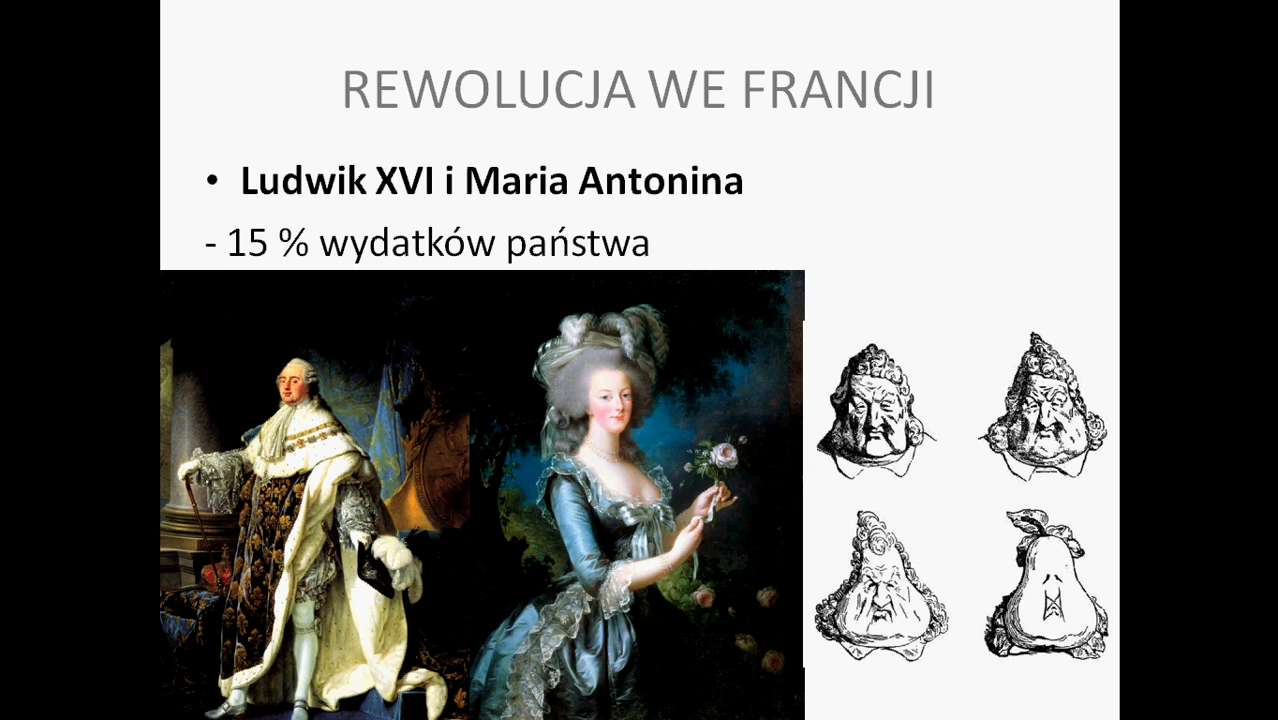 REWOLUCJA WE FRANCJI
• Ludwik XVI i Maria Antonina
- 15 % wydatków państwa